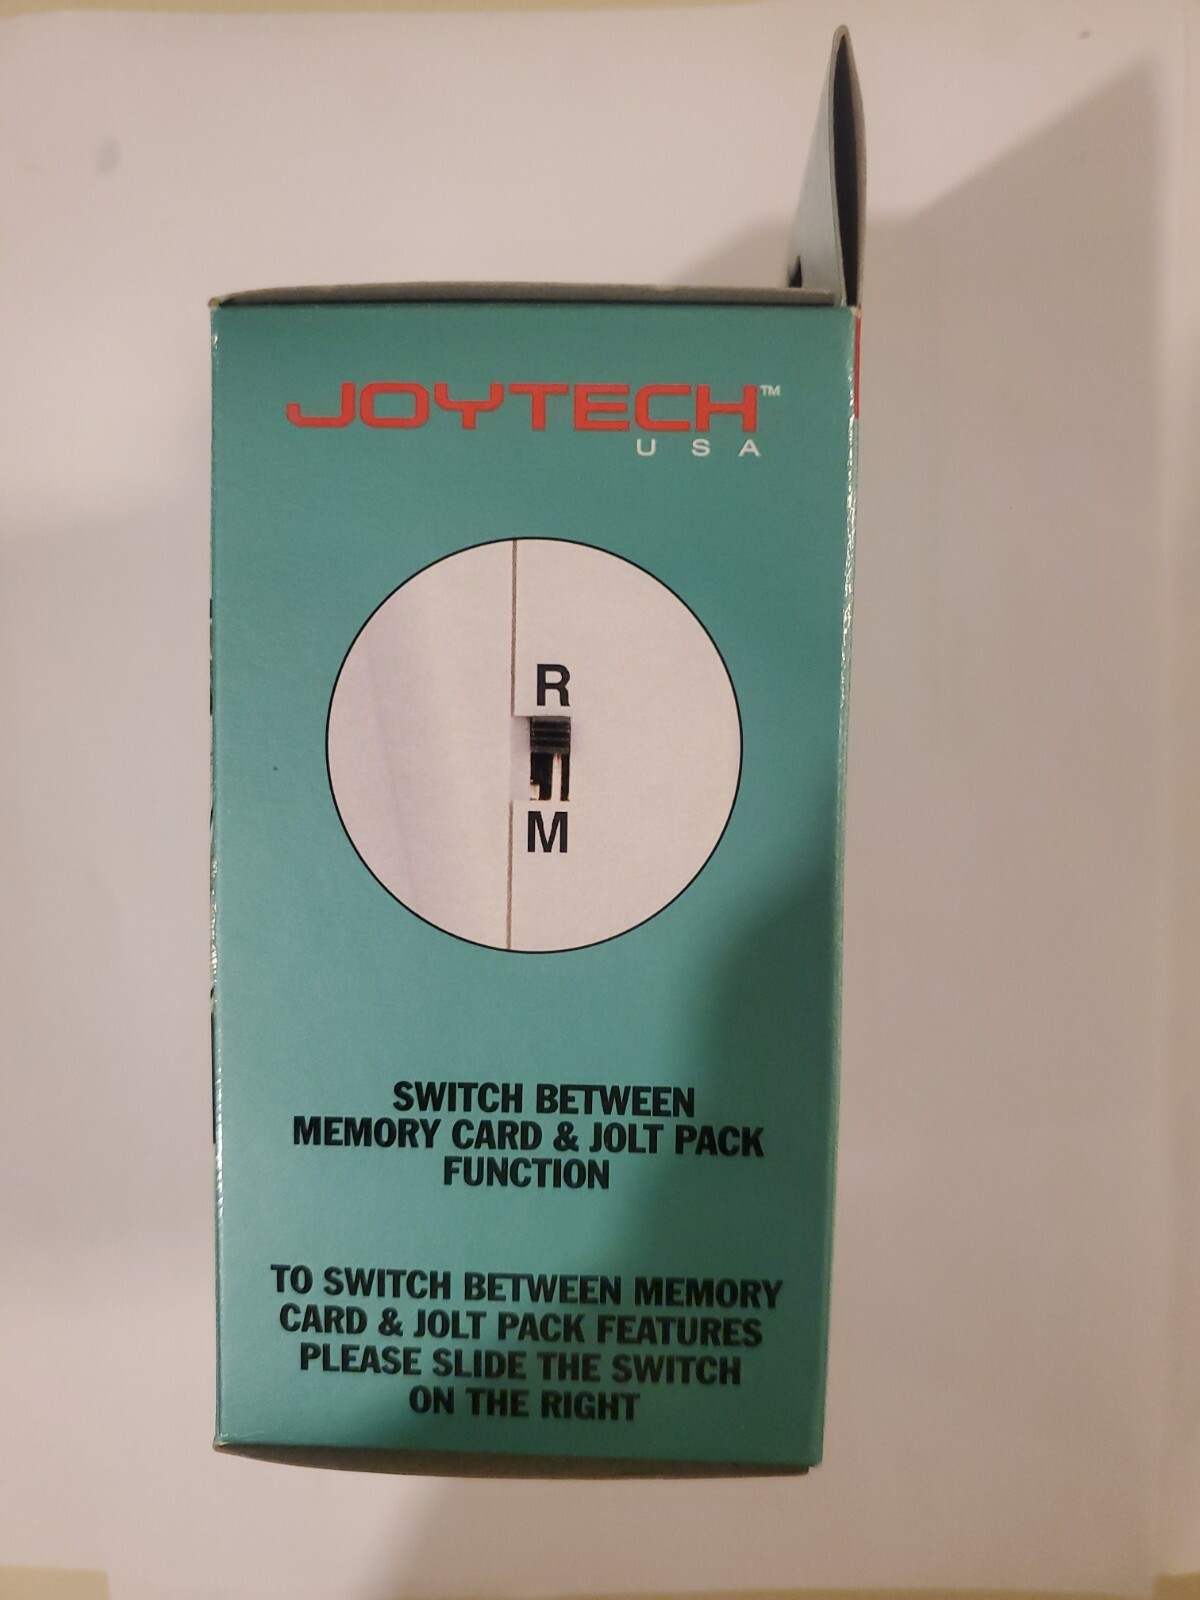 JOYTECH™
USA
R
M
SWITCH BETWEEN
MEMORY CARD & JOLT PACK
FUNCTION
TO SWITCH BETWEEN MEMORY
CARD & JOLT PACK FEATURES
PLEASE SLIDE THE SWITCH
ON THE RIGHT